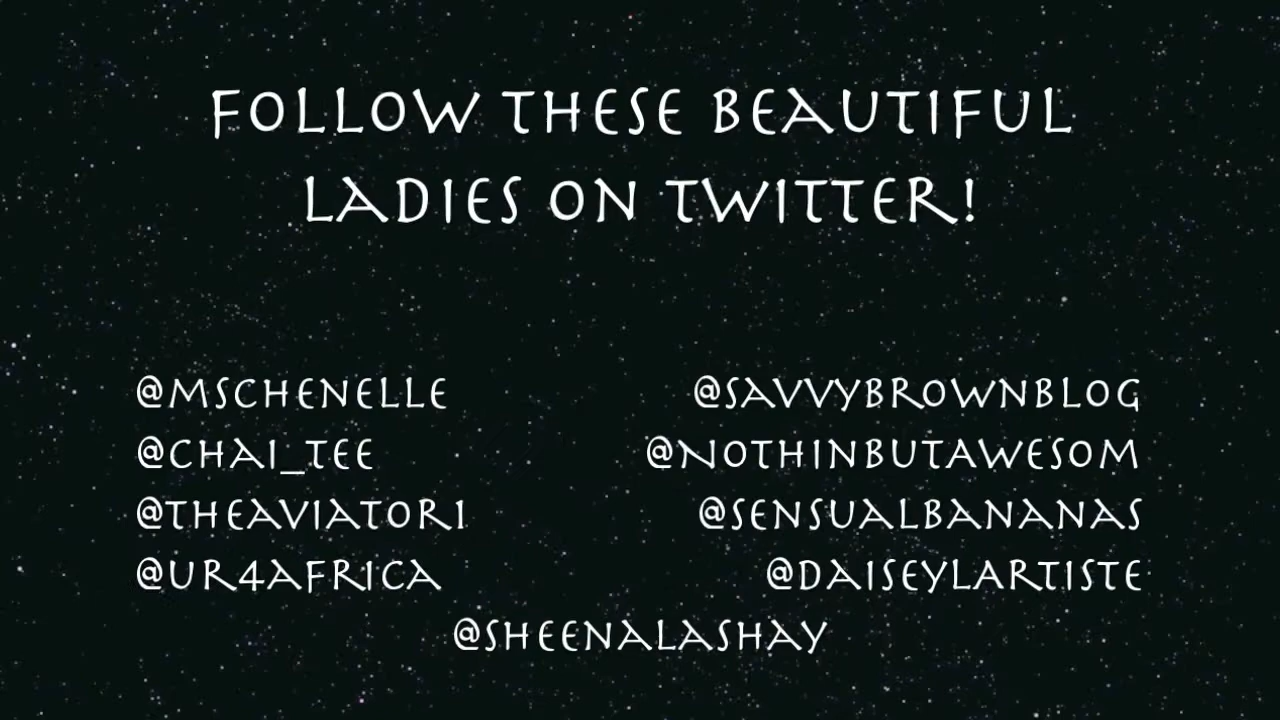 FOLLOW THESE BEAUTIFUL
LADIES ON TWITTER!
@MSCHENELLE
@CHAI_TEE
@THEAVIATOR1
@UR4AFRICA
@SAVVYBROWNBLOG
@NOTHINBUTAWESOM
@SENSUALBANANAS
@DAISEYLARTISTE
@SHEENALASHAY